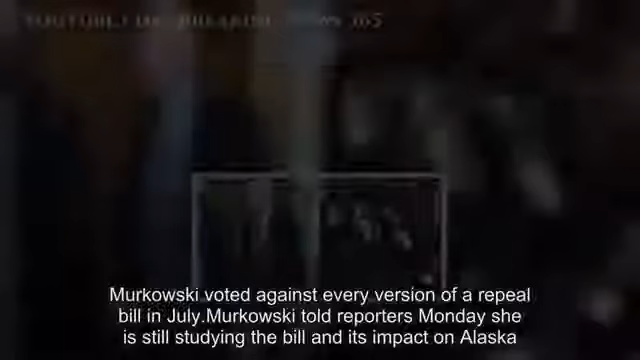 365
Murkowski voted against every version of a repeal
bill in July.Murkowski told reporters Monday she
is still studying the bill and its impact on Alaska